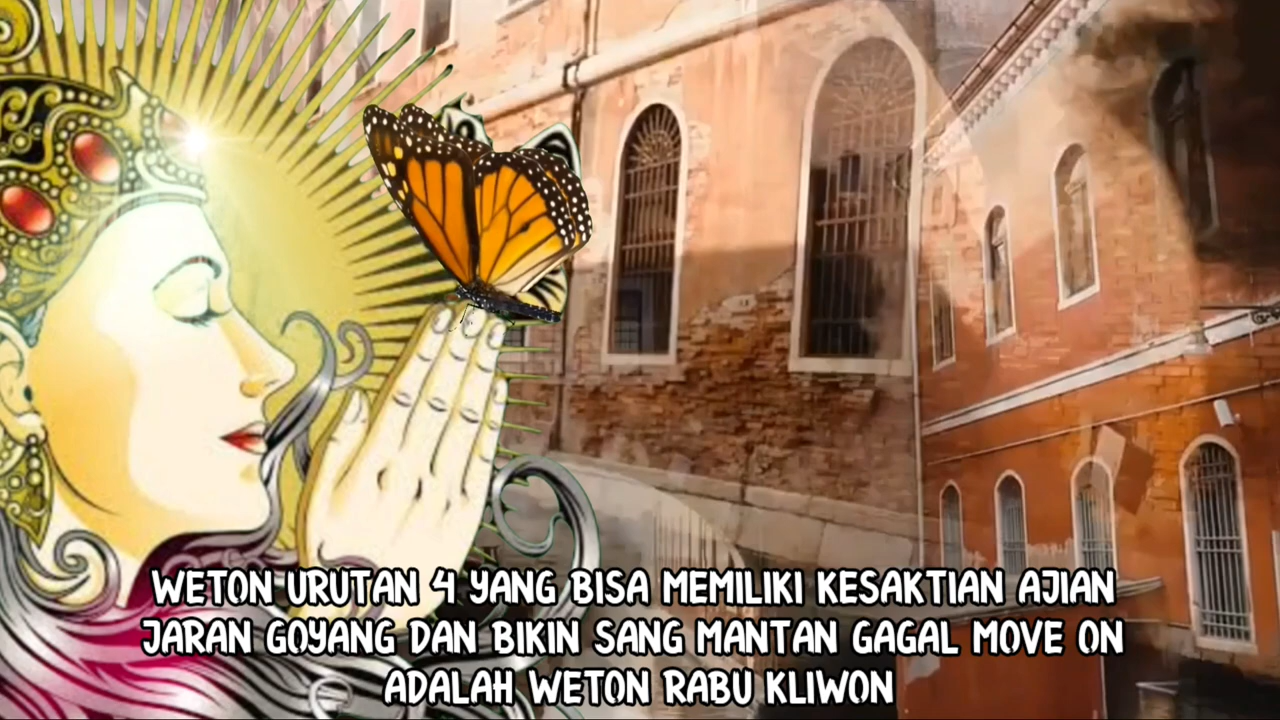 WETON URUTAN 4 YANG BISA MEMILIKI KESAKTIAN AJIAN
JARAN GOYANG DAN BIKIN SANG MANTAN GAGAL MOVE ON
ADALAH WETON RABU KLIWON